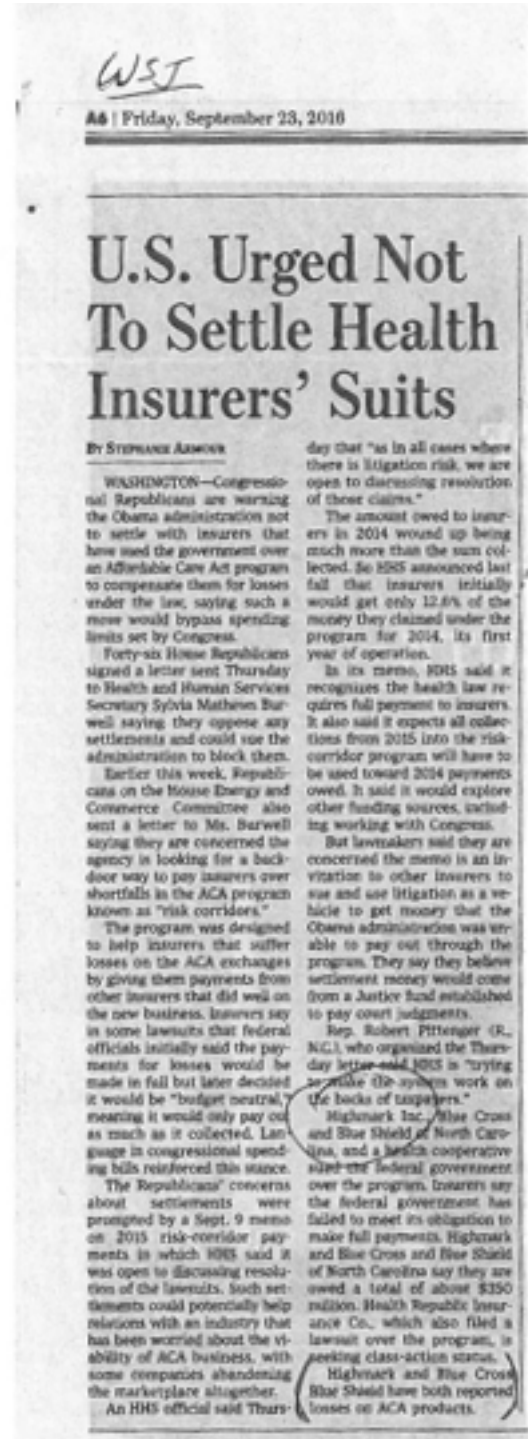 WSJ
A6 | Friday, September 23, 2016
U.S. Urged Not
To Settle Health
Insurers' Suits
BY STEPHANIE ARMOUR
WASHINGTON—Congressio-
nal Republicans are warning
the Obama administration not
to settle with insurers that
have sued the government over
an Affordable Care Act program
to compensate them for losses
under the law, saying such a
move would bypass spending
limits set by Congress.
Forty-six House Republicans
signed a letter sent Thursday
to Health and Human Services
Secretary Sylvia Mathews Bur-
well saying they oppose any
settlements and could sue the
administration to block them.
Earlier this week, Republi-
cans on the House Energy and
Commerce Committee also
sent a letter to Ms. Burwell
saying they are concerned the
agency is looking for a back-
door way to pay insurers over
shortfalls in the ACA program
known as "risk corridors."
The program was designed
to help insurers that suffer
losses on the ACA exchanges
by giving them payments from
other insurers that did well on
the new business. Insurers say
in some lawsuits that federal
officials initially said the pay-
ments for losses would be
made in full but later decided
it would be "budget neutral,"
meaning it would only pay out
as much as it collected. Lan-
guage in congressional spend-
ing bills reinforced this stance.
The Republicans' concerns
about settlements were
prompted by a Sept. 9 memo
on 2015 risk-corridor pay-
ments in which HHS said it
was open to discussing resolu-
tion of the lawsuits. Such set-
tlements could potentially help
relations with an industry that
has been worried about the vi-
ability of ACA business, with
some companies abandoning
the marketplace altogether.
An HHS official said Thurs-
day that "as in all cases where
there is litigation risk, we are
open to discussing resolution
of those claims."
The amount owed to insur-
ers in 2014 wound up being
much more than the sum col-
lected. So HHS announced last
fall that insurers initially
would get only 12.6% of the
money they claimed under the
program for 2014, its first
year of operation.
In its memo, HHS said it
recognizes the health law re-
quires full payment to insurers.
It also said it expects all collec-
tions from 2015 into the risk-
corridor program will have to
be used toward 2014 payments
owed. It said it would explore
other funding sources, includ-
ing working with Congress.
But lawmakers said they are
concerned the memo is an in-
vitation to other insurers to
sue and use litigation as a ve-
hicle to get money that the
Obama administration was un-
able to pay out through the
program. They say they believe
settlement money would come
from a Justice fund established
to pay court judgments.
Rep. Robert Pittenger (R.,
N.C.), who organized the Thurs-
day letter said HHS is "trying
to make the system work on
the backs of taxpayers."
Highmark Inc., Blue Cross
and Blue Shield of North Caro-
lina, and a health cooperative
sued the federal government
over the program. Insurers say
the federal government has
failed to meet its obligation to
make full payments. Highmark
and Blue Cross and Blue Shield
of North Carolina say they are
owed a total of about $350
million. Health Republic Insur-
ance Co., which also filed a
lawsuit over the program, is
seeking class-action status.
Highmark and Blue Cross
Blue Shield have both reported
losses on ACA products.